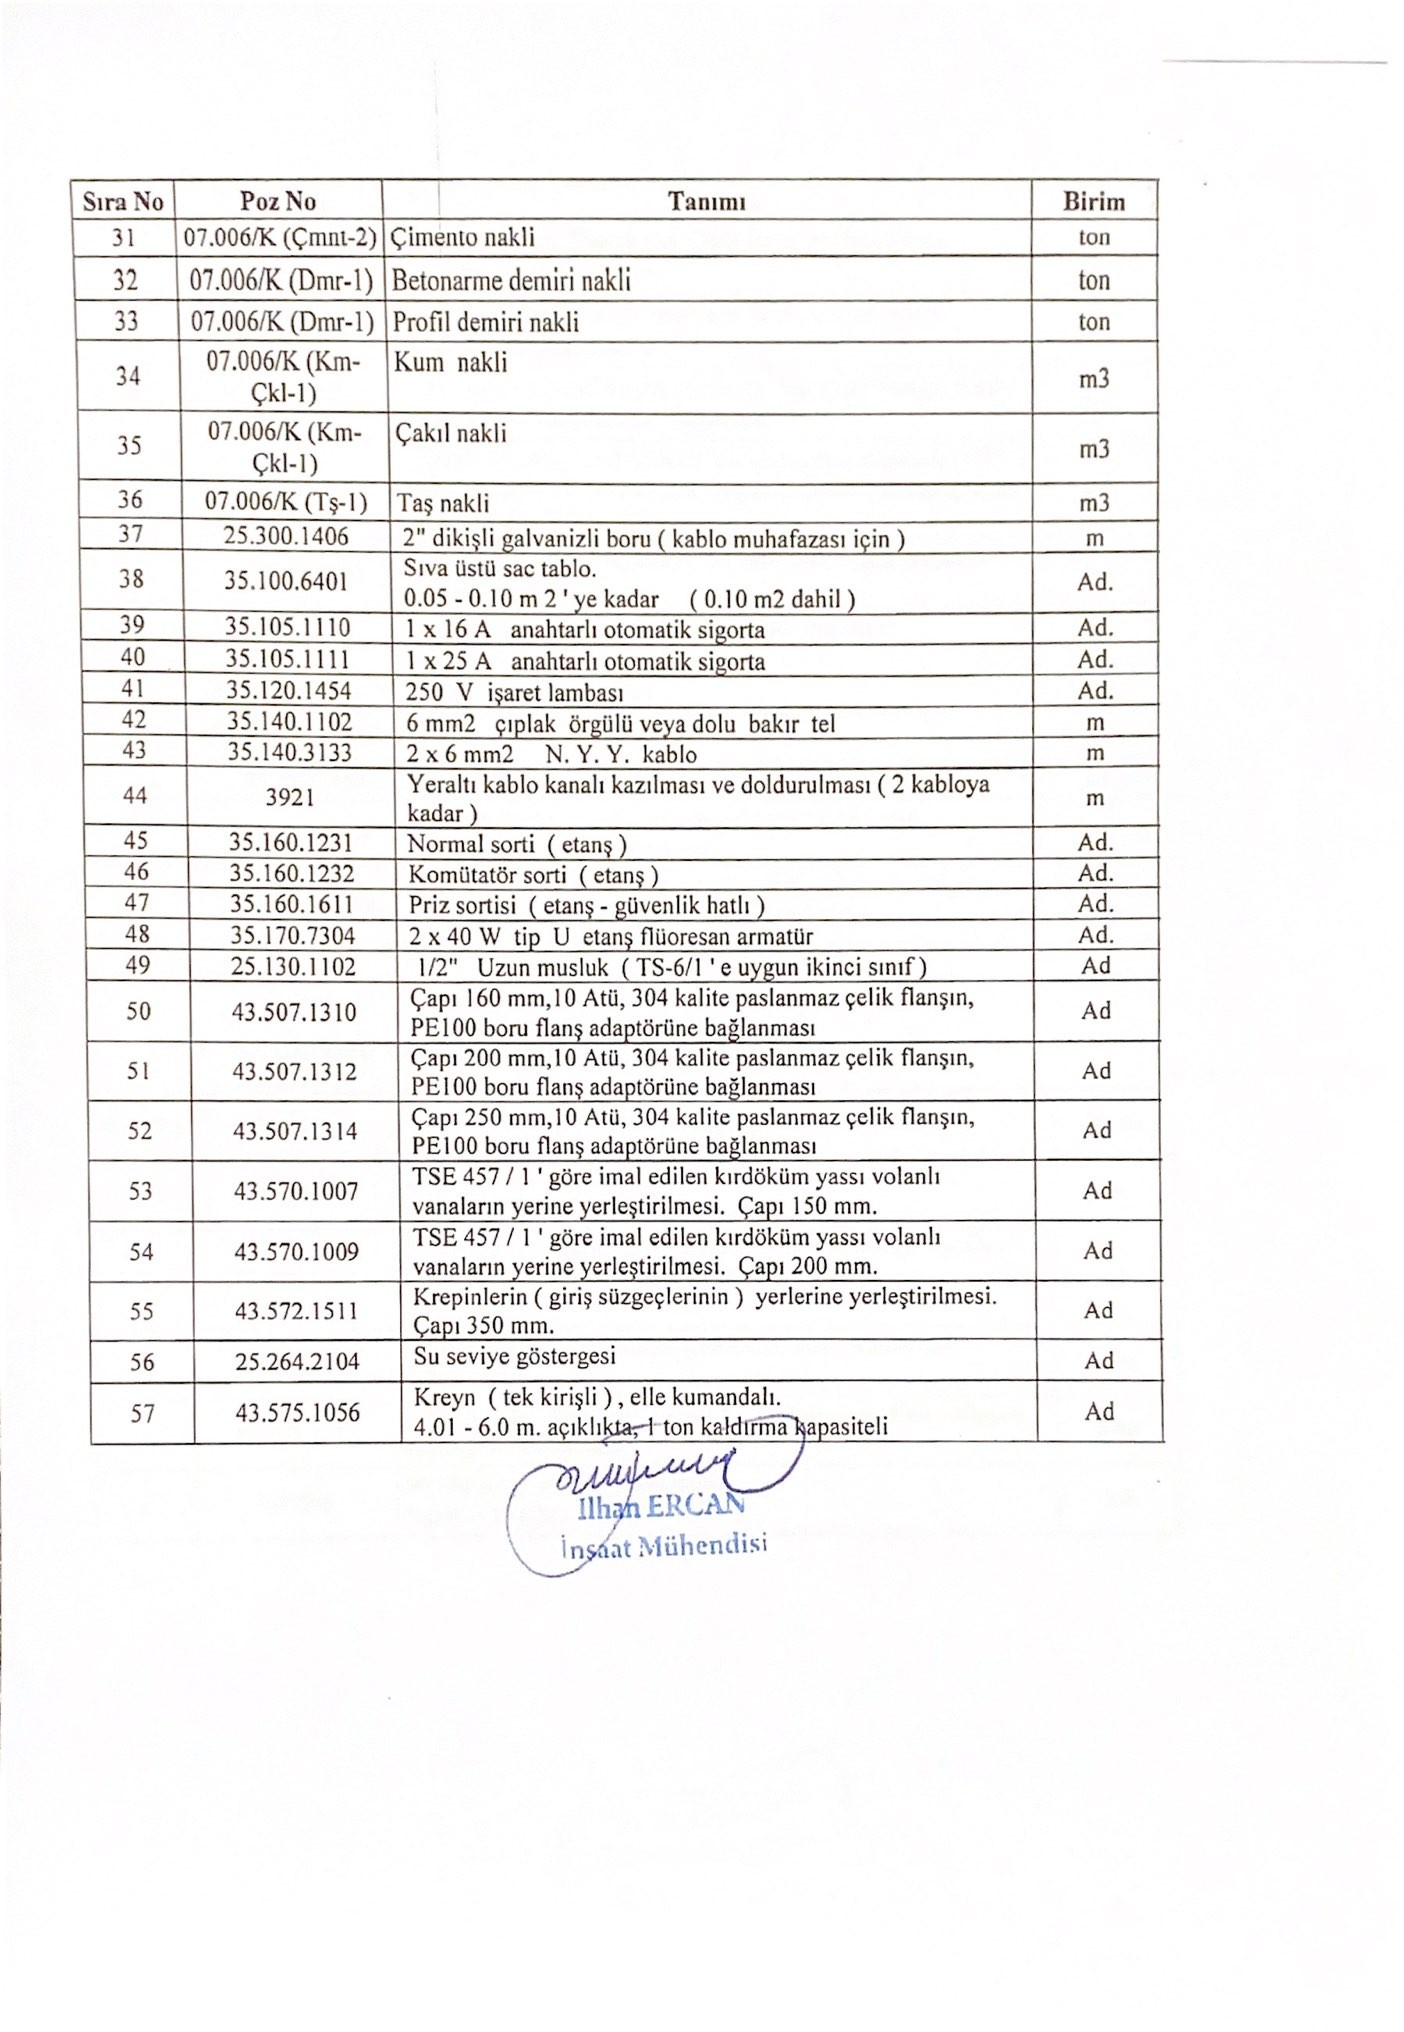 Sıra No Poz No Tanımı Birim
31 07.006/K (Çmnt-2) Çimento nakli ton
32 07.006/K (Dmr-1) Betonarme demiri nakli ton
33 07.006/K (Dmr-1) Profil demiri nakli ton
34 07.006/K (Km- Kum nakli m3
Çkl-1)
35 07.006/K (Km- Çakıl nakli m3
Çkl-1)
36 07.006/K (Tş-1) Taş nakli m3
37 25.300.1406 2" dikişli galvanizli boru ( kablo muhafazası için ) m
38 35.100.6401 Sıva üstü sac tablo. Ad.
0.05 - 0.10 m 2 ' ye kadar ( 0.10 m2 dahil )
39 35.105.1110 1 x 16 A anahtarlı otomatik sigorta Ad.
40 35.105.1111 1 x 25 A anahtarlı otomatik sigorta Ad.
41 35.120.1454 250 V işaret lambası Ad.
42 35.140.1102 6 mm2 çıplak örgülü veya dolu bakır tel m
43 35.140.3133 2 x 6 mm2 N. Y. Y. kablo m
44 3921 Yeraltı kablo kanalı kazılması ve doldurulması ( 2 kabloya m
kadar )
45 35.160.1231 Normal sorti ( etanş ) Ad.
46 35.160.1232 Komütatör sorti ( etanş ) Ad.
47 35.160.1611 Priz sortisi ( etanş - güvenlik hatlı ) Ad.
48 35.170.7304 2 x 40 W tip U etanş flüoresan armatür Ad.
49 25.130.1102 1/2" Uzun musluk ( TS-6/1 ' e uygun ikinci sınıf ) Ad
50 43.507.1310 Çapı 160 mm,10 Atü, 304 kalite paslanmaz çelik flanşın, Ad
PE100 boru flanş adaptörüne bağlanması
51 43.507.1312 Çapı 200 mm,10 Atü, 304 kalite paslanmaz çelik flanşın, Ad
PE100 boru flanş adaptörüne bağlanması
52 43.507.1314 Çapı 250 mm,10 Atü, 304 kalite paslanmaz çelik flanşın, Ad
PE100 boru flanş adaptörüne bağlanması
53 43.570.1007 TSE 457 / 1 ' göre imal edilen kırdöküm yassı volanlı Ad
vanaların yerine yerleştirilmesi. Çapı 150 mm.
54 43.570.1009 TSE 457 / 1 ' göre imal edilen kırdöküm yassı volanlı Ad
vanaların yerine yerleştirilmesi. Çapı 200 mm.
55 43.572.1511 Krepinlerin ( giriş süzgeçlerinin ) yerlerine yerleştirilmesi. Ad
Çapı 350 mm.
56 25.264.2104 Su seviye göstergesi Ad
57 43.575.1056 Kreyn ( tek kirişli ) , elle kumandalı. Ad
4.01 - 6.0 m. açıklıkta, 1 ton kaldırma kapasiteli
Ilhan ERCAN
İnşaat Mühendisi